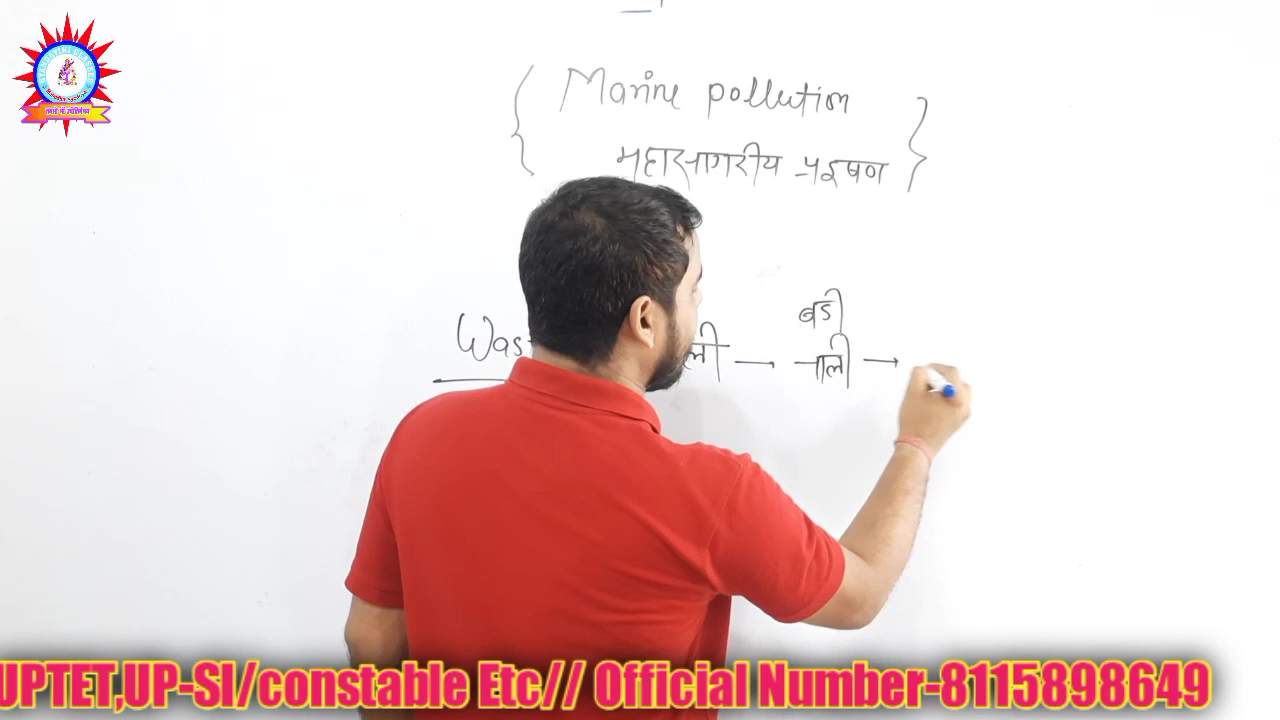 Marine pollution
महासागरीय प्रदूषण
बडी
Was
ली → नाली →
UPTET,UP-SI/constable Etc// Official Number-8115898649